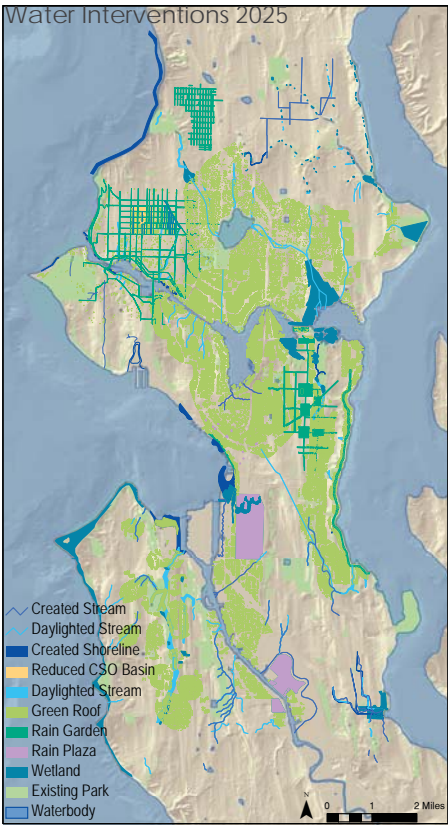 Water Interventions 2025
Created Stream
Daylighted Stream
Created Shoreline
Reduced CSO Basin
Daylighted Stream
Green Roof
Rain Garden
Rain Plaza
Wetland
Existing Park
Waterbody
N
0 1 2 Miles